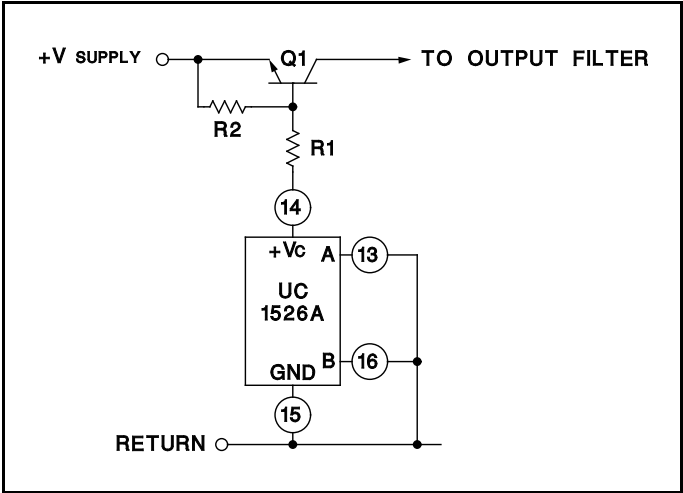 +V SUPPLY
Q1
TO OUTPUT FILTER
R2
R1
14
+VC
A
13
UC
1526A
B
16
GND
15
RETURN